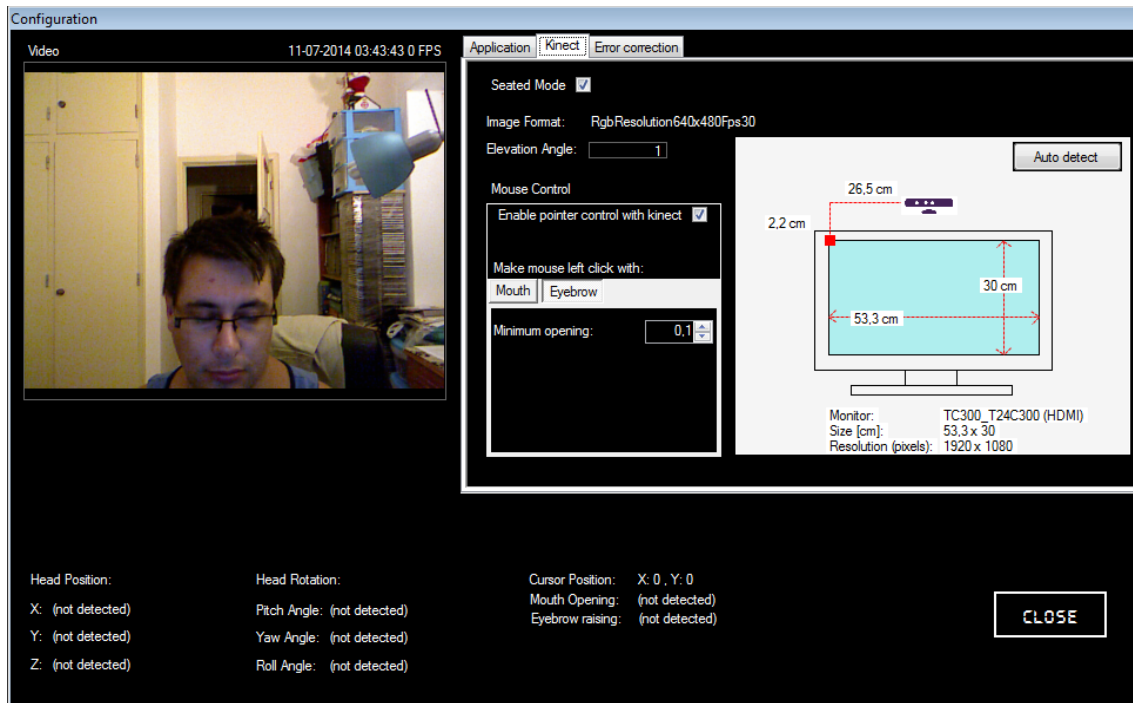 Configuration
Video
11-07-2014 03:43:43 0 FPS
Application
Kinect
Error correction
Seated Mode
Image Format: RgbResolution640x480Fps30
Elevation Angle: 1
Auto detect
Mouse Control
Enable pointer control with kinect
Make mouse left click with:
Mouth
Eyebrow
Minimum opening: 0,1
26,5 cm
2,2 cm
30 cm
53,3 cm
Monitor: TC300_T24C300 (HDMI)
Size [cm]: 53,3 x 30
Resolution (pixels): 1920 x 1080
Head Position:
X: (not detected)
Y: (not detected)
Z: (not detected)
Head Rotation:
Pitch Angle: (not detected)
Yaw Angle: (not detected)
Roll Angle: (not detected)
Cursor Position: X: 0 , Y: 0
Mouth Opening: (not detected)
Eyebrow raising: (not detected)
CLOSE